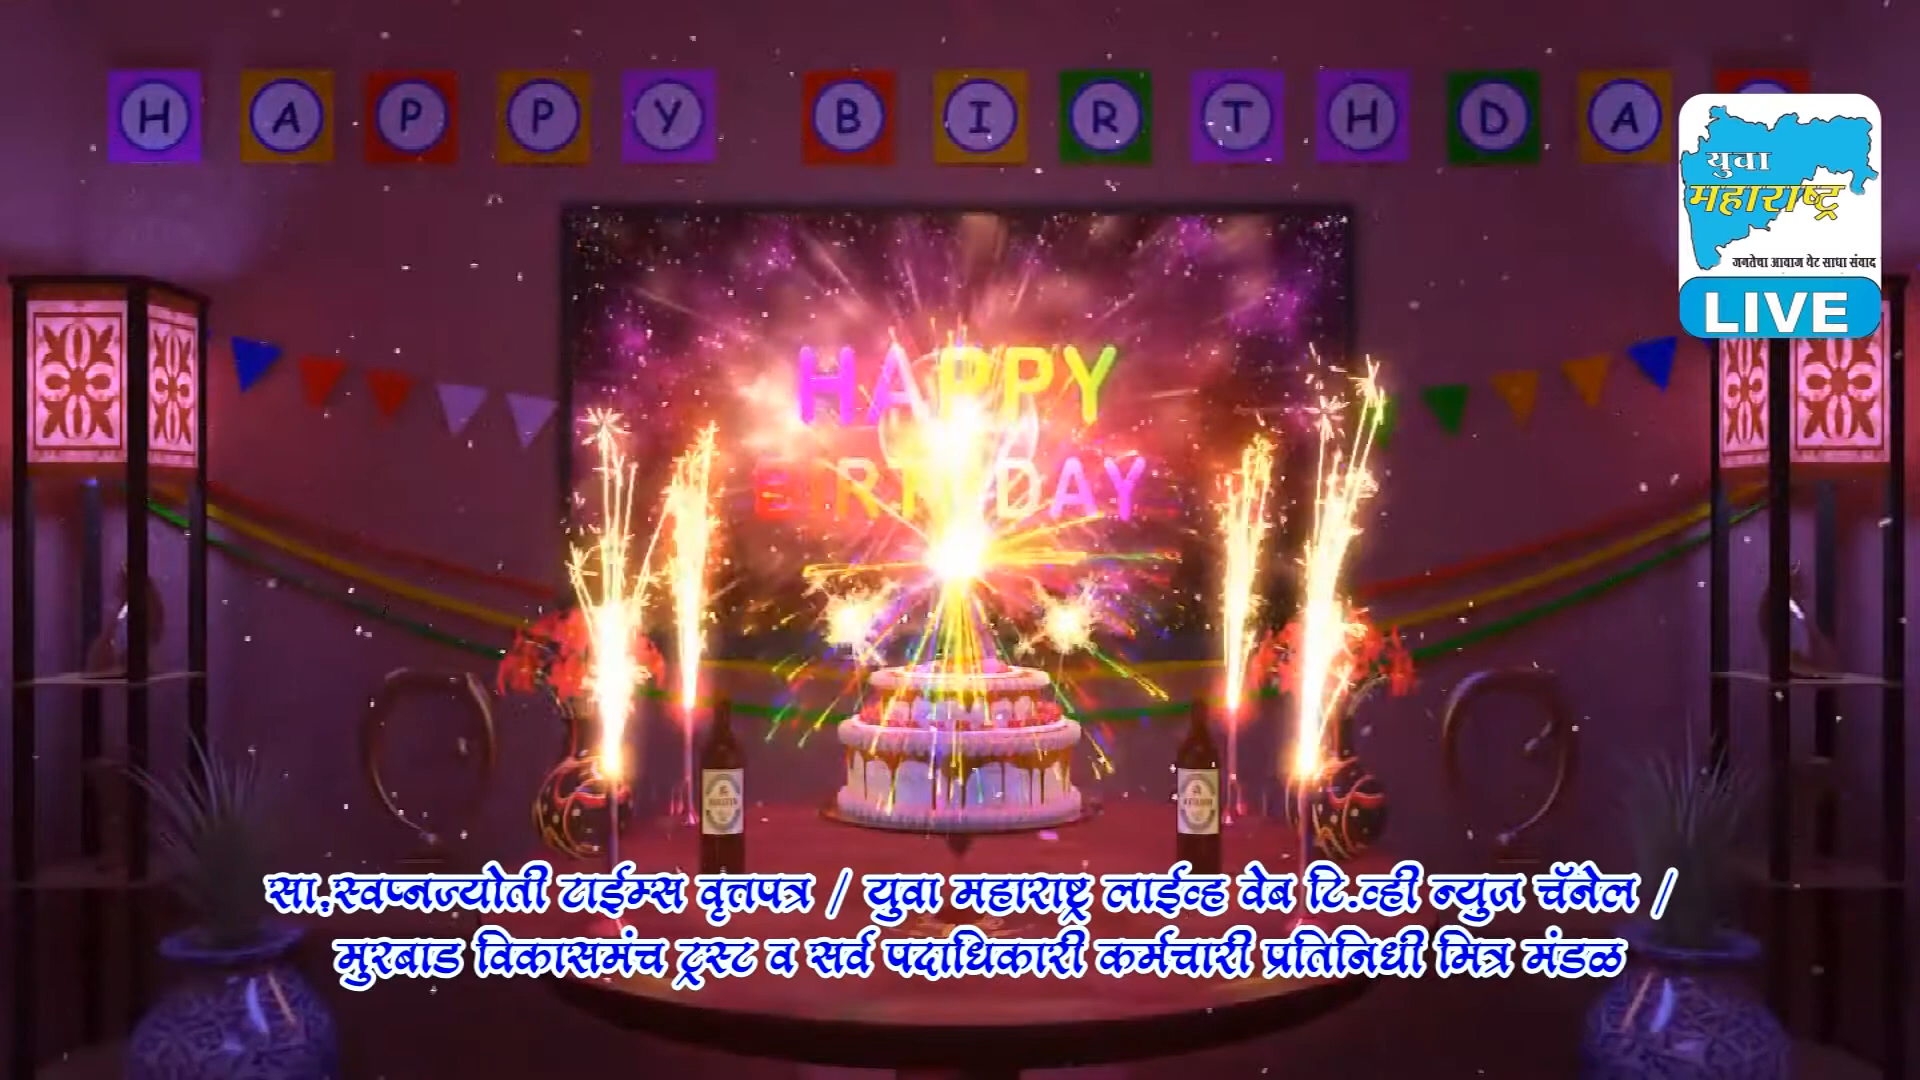 HAPPY BIRTHDA
युवा
महाराष्ट्र
जनतेचा आवाज थेट साधा संवाद
LIVE
HAPPY
BIRTHDAY
सा.स्वप्नज्योती टाईम्स वृत्तपत्र / युवा महाराष्ट्र लाईव्ह वेब टि.व्ही न्युज चॅनेल /
मुरबाड विकासमंच ट्रस्ट व सर्व पदाधिकारी कर्मचारी प्रतिनिधी मित्र मंडळ